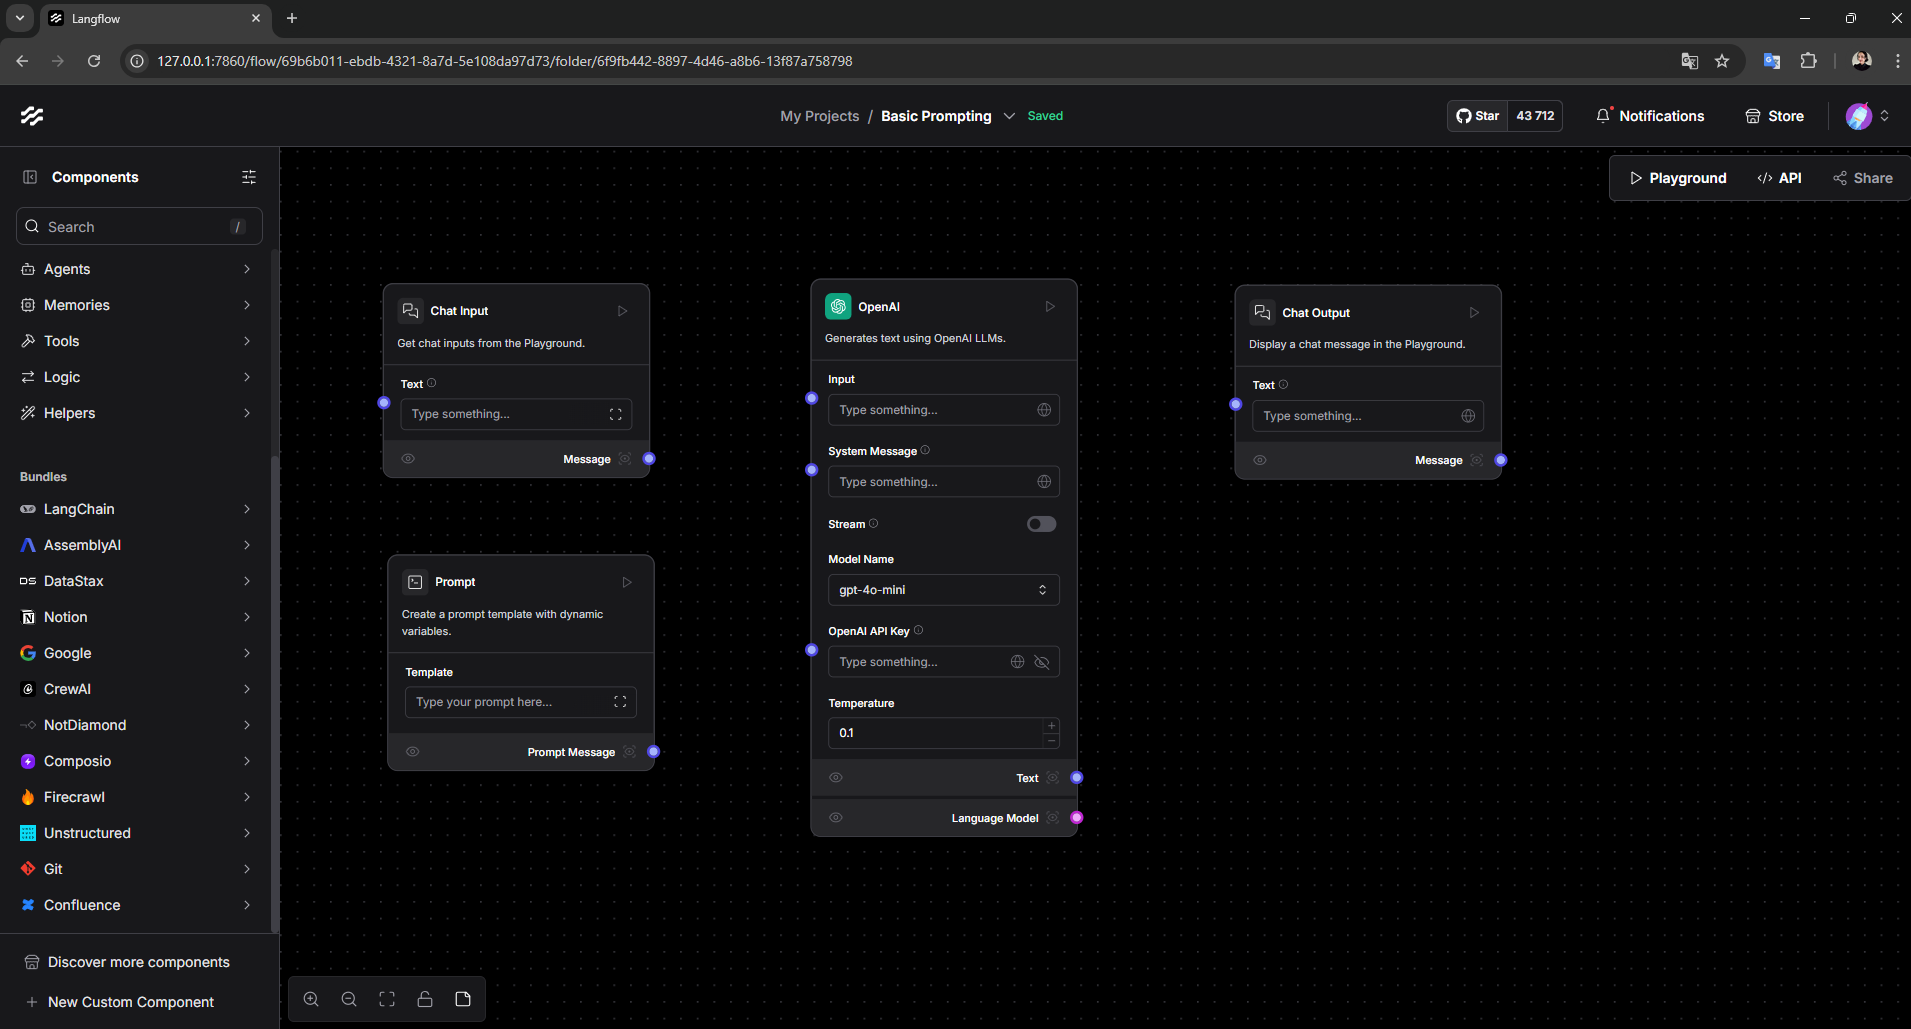 Langflow
127.0.0.1:7860/flow/69b6b011-ebdb-4321-8a7d-5e108da97d73/folder/6f9fb442-8897-4d46-a8b6-13f87a758798
My Projects / Basic Prompting Saved
Star 43 712
Notifications
Store
Components
Search /
Agents
Memories
Tools
Logic
Helpers
Bundles
LangChain
AssemblyAI
DS DataStax
Notion
Google
CrewAI
NotDiamond
Composio
Firecrawl
Unstructured
Git
Confluence
Discover more components
New Custom Component
Playground
API
Share
Chat Input
Get chat inputs from the Playground.
Text
Type something...
Message
Prompt
Create a prompt template with dynamic
variables.
Template
Type your prompt here...
Prompt Message
OpenAI
Generates text using OpenAI LLMs.
Input
Type something...
System Message
Type something...
Stream
Model Name
gpt-4o-mini
OpenAI API Key
Type something...
Temperature
0.1
Text
Language Model
Chat Output
Display a chat message in the Playground.
Text
Type something...
Message